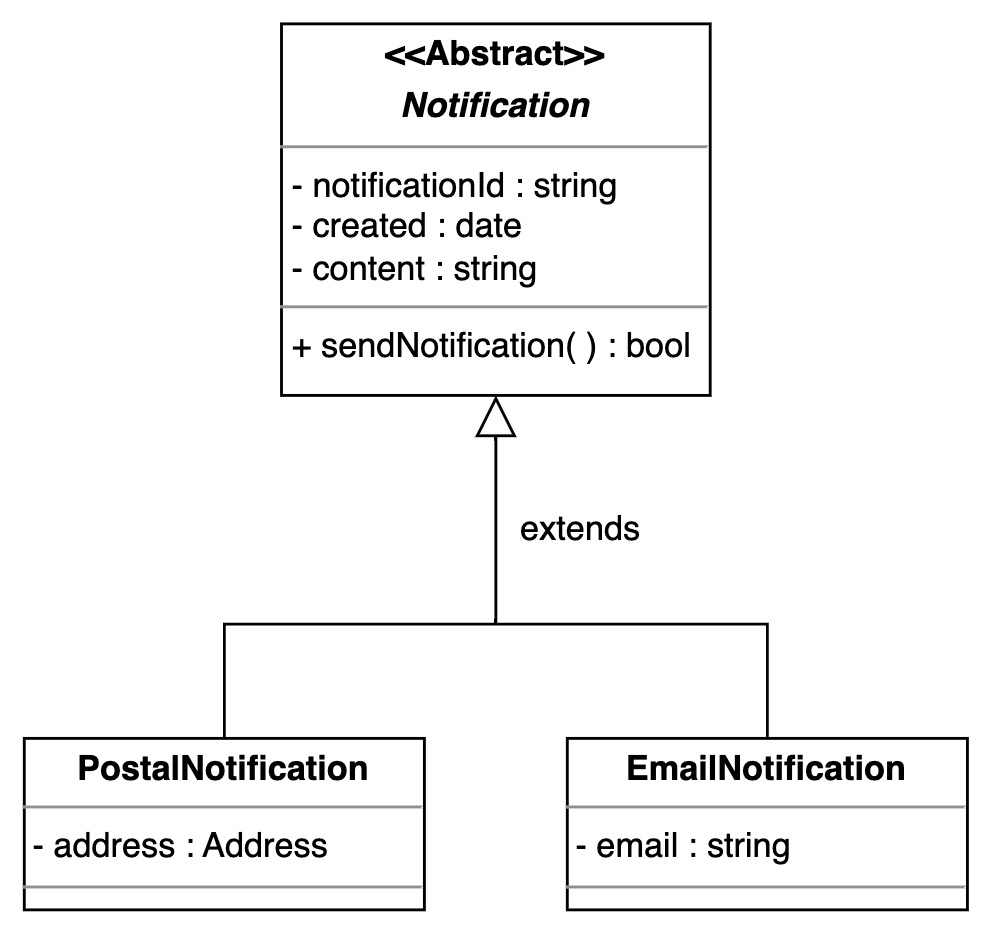 <<Abstract>>
Notification
- notificationId : string
- created : date
- content : string
+ sendNotification( ) : bool
extends
PostalNotification
- address : Address
EmailNotification
- email : string